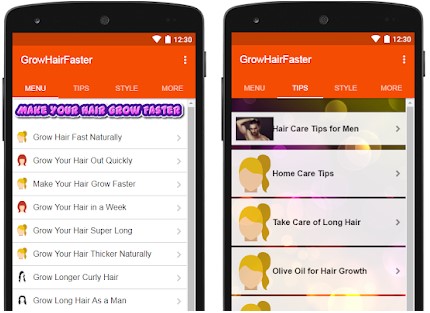 12:30
GrowHairFaster
MENU TIPS STYLE MORE
MAKE YOUR HAIR GROW FASTER
Grow Hair Fast Naturally
Grow Your Hair Out Quickly
Make Your Hair Grow Faster
Grow Your Hair in a Week
Grow Your Hair Super Long
Grow Your Hair Thicker Naturally
Grow Longer Curly Hair
Grow Long Hair As a Man
12:30
GrowHairFaster
MENU TIPS STYLE MORE
Hair Care Tips for Men
Home Care Tips
Take Care of Long Hair
Olive Oil for Hair Growth